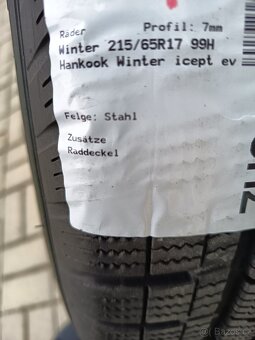 Räder
Profil: 7mm
Winter 215/65R17 99H
Hankook Winter icept ev
Felge: Stahl
Zusätze
Raddeckel